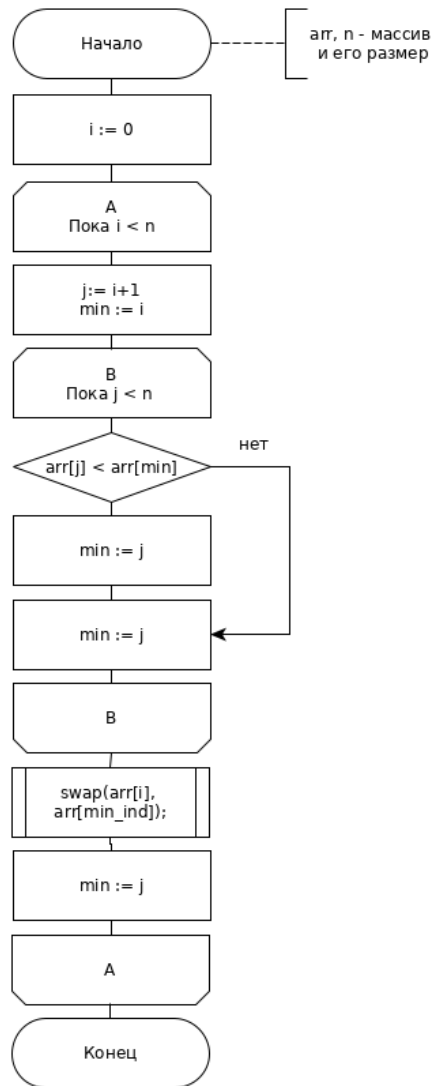 Начало
arr, n - массив
и его размер
i := 0
A
Пока i < n
j:= i+1
min := i
B
Пока j < n
arr[j] < arr[min]
нет
min := j
min := j
B
swap(arr[i],
arr[min_ind]);
min := j
A
Конец